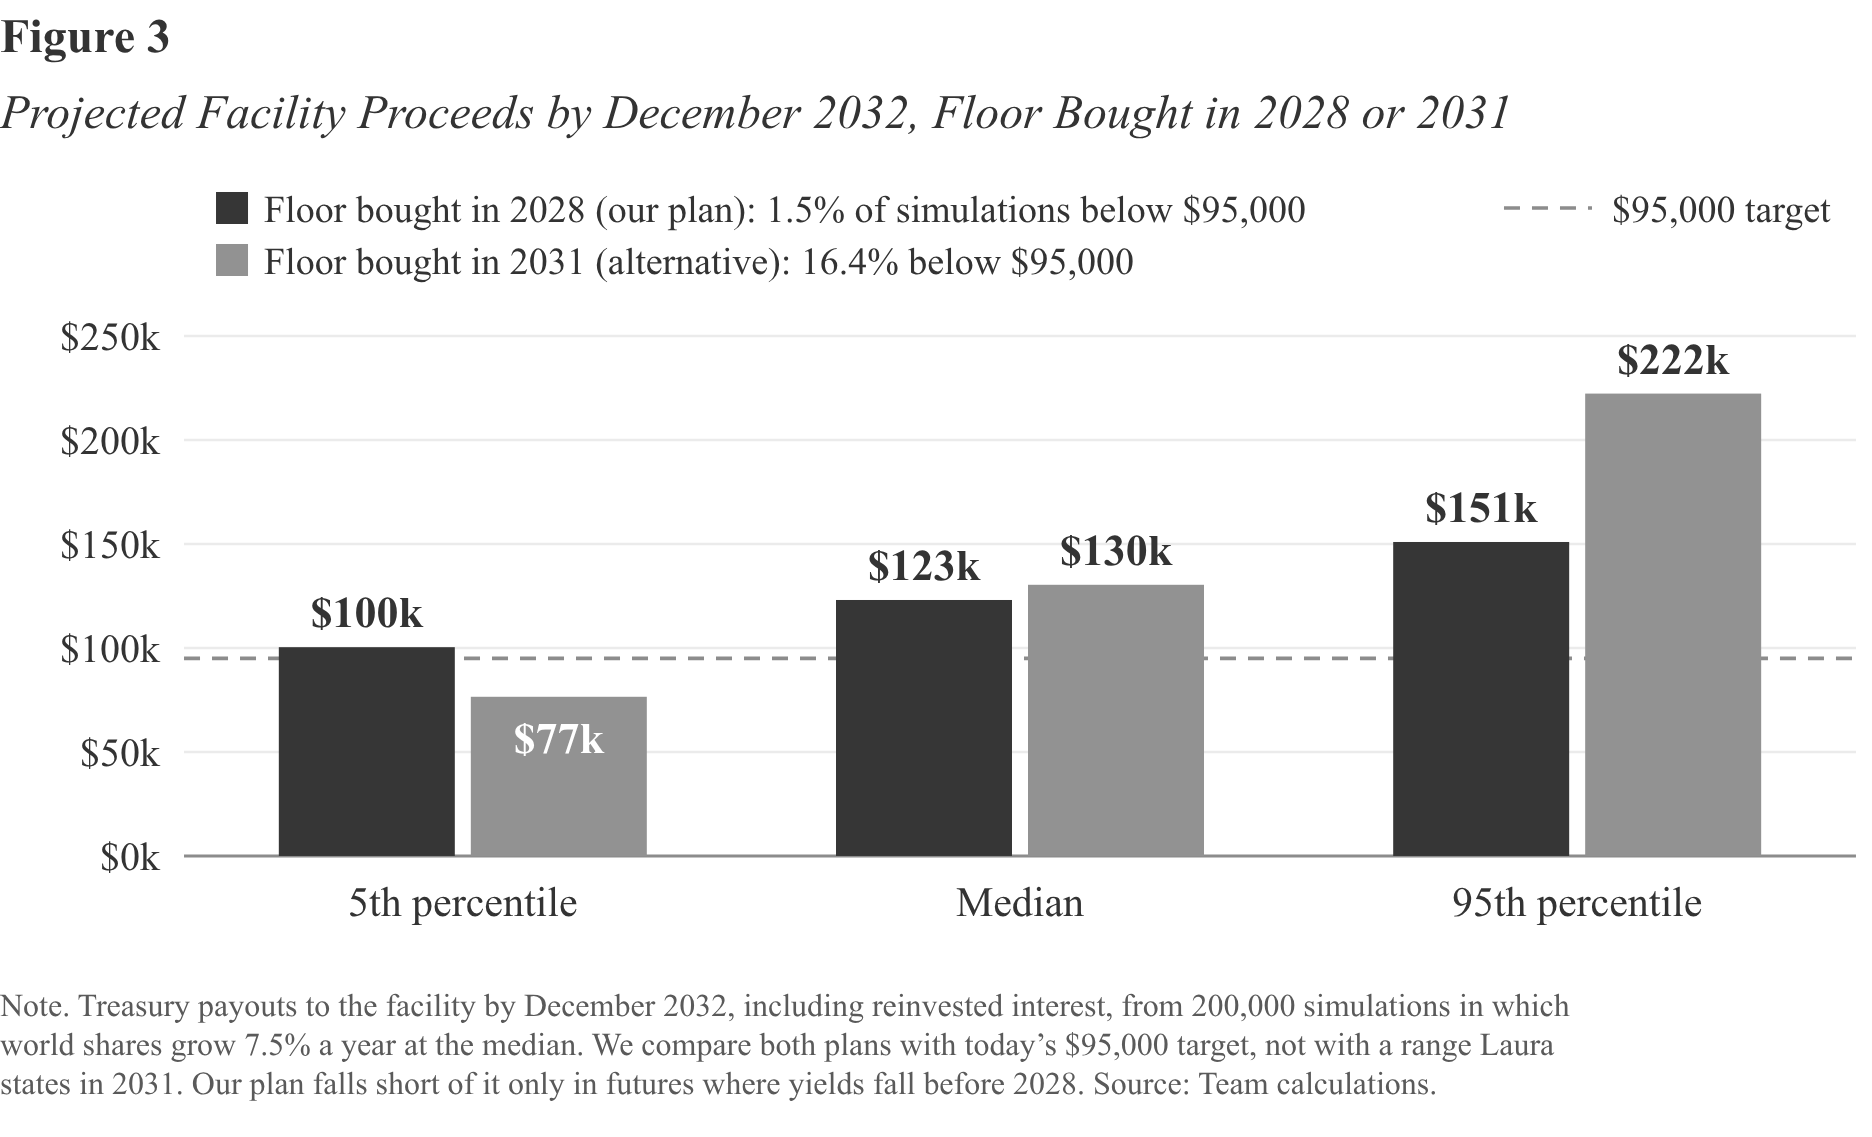 Figure 3
Projected Facility Proceeds by December 2032, Floor Bought in 2028 or 2031
Floor bought in 2028 (our plan): 1.5% of simulations below $95,000
$95,000 target
Floor bought in 2031 (alternative): 16.4% below $95,000
$250k
$222k
$200k
$151k
$150k
$130k
$123k
$100k
$100k
$77k
$50k
$0k
5th percentile
Median
95th percentile
Note. Treasury payouts to the facility by December 2032, including reinvested interest, from 200,000 simulations in which
world shares grow 7.5% a year at the median. We compare both plans with today’s $95,000 target, not with a range Laura
states in 2031. Our plan falls short of it only in futures where yields fall before 2028. Source: Team calculations.